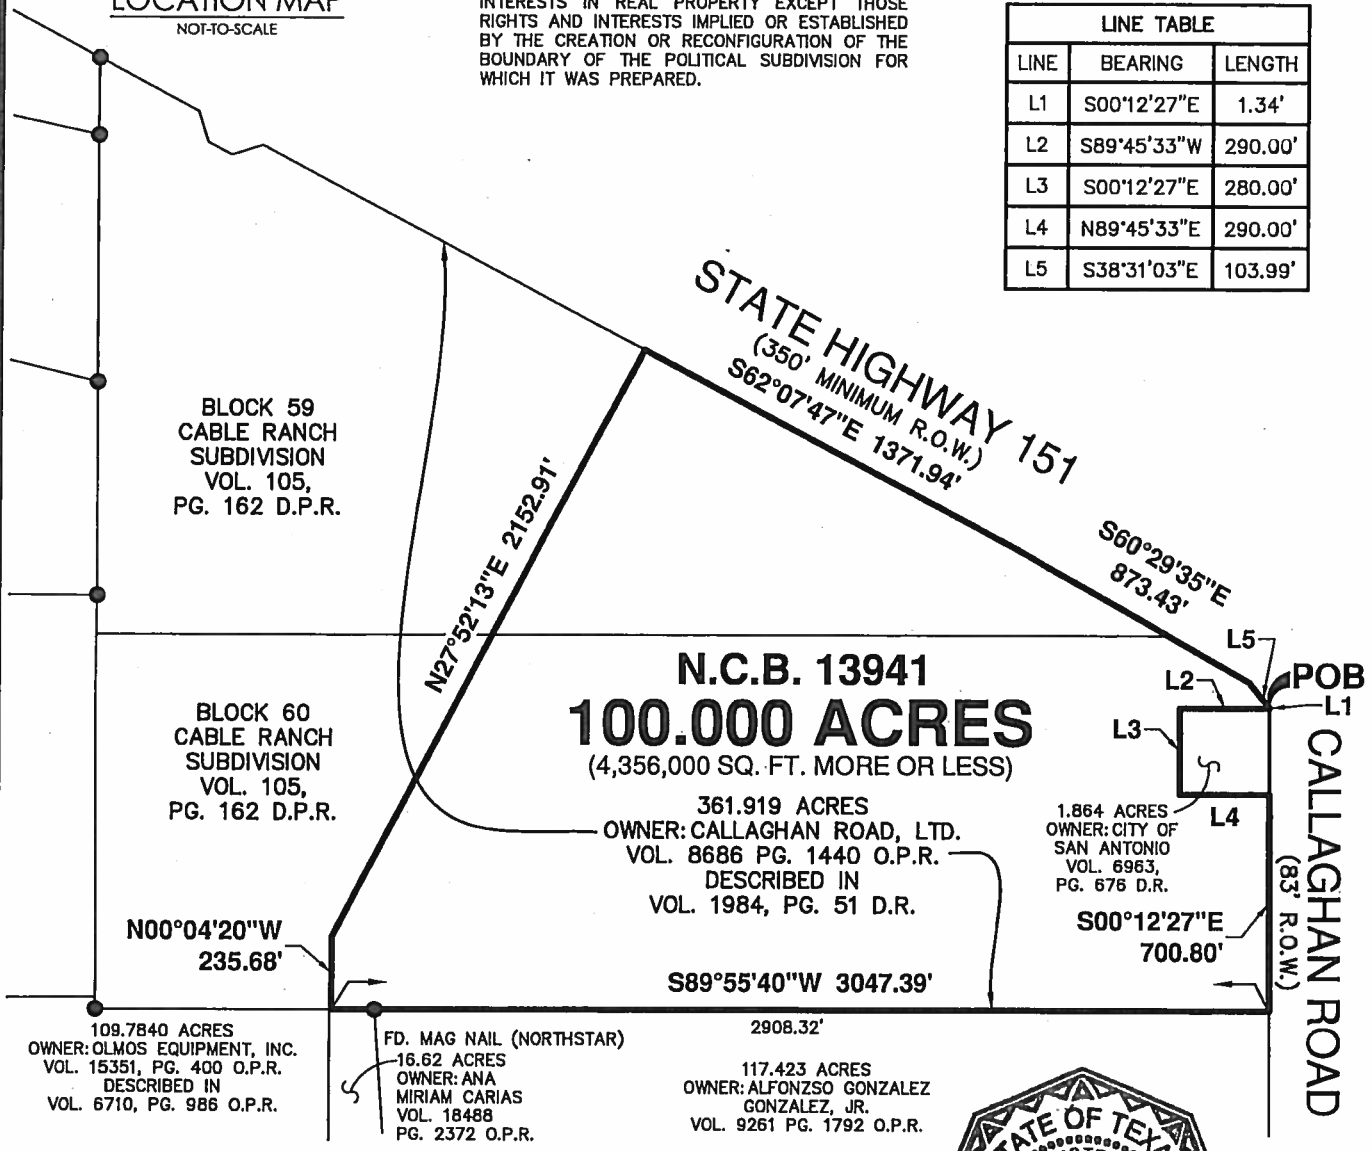 LOCATION MAP
NOT-TO-SCALE
INTERESTS IN REAL PROPERTY EXCEPT THOSE
RIGHTS AND INTERESTS IMPLIED OR ESTABLISHED
BY THE CREATION OR RECONFIGURATION OF THE
BOUNDARY OF THE POLITICAL SUBDIVISION FOR
WHICH IT WAS PREPARED.
LINE TABLE
LINE BEARING LENGTH
L1 S00°12'27"E 1.34'
L2 S89°45'33"W 290.00'
L3 S00°12'27"E 280.00'
L4 N89°45'33"E 290.00'
L5 S38°31'03"E 103.99'
STATE HIGHWAY 151
(350' MINIMUM R.O.W.)
S62°07'47"E 1371.94'
S60°29'35"E
873.43'
BLOCK 59
CABLE RANCH
SUBDIVISION
VOL. 105,
PG. 162 D.P.R.
N27°52'13"E 2152.91'
L5
POB
L2
L1
L3
L4
N.C.B. 13941
100.000 ACRES
(4,356,000 SQ. FT. MORE OR LESS)
BLOCK 60
CABLE RANCH
SUBDIVISION
VOL. 105,
PG. 162 D.P.R.
361.919 ACRES
OWNER: CALLAGHAN ROAD, LTD.
VOL. 8686 PG. 1440 O.P.R.
DESCRIBED IN
VOL. 1984, PG. 51 D.R.
1.864 ACRES
OWNER: CITY OF
SAN ANTONIO
VOL. 6963,
PG. 676 D.R.
CALLAGHAN ROAD
(83' R.O.W.)
S00°12'27"E
700.80'
N00°04'20"W
235.68'
S89°55'40"W 3047.39'
2908.32'
109.7840 ACRES
OWNER: OLMOS EQUIPMENT, INC.
VOL. 15351, PG. 400 O.P.R.
DESCRIBED IN
VOL. 6710, PG. 986 O.P.R.
FD. MAG NAIL (NORTHSTAR)
16.62 ACRES
OWNER: ANA
MIRIAM CARIAS
VOL. 18488
PG. 2372 O.P.R.
117.423 ACRES
OWNER: ALFONZSO GONZALEZ
GONZALEZ, JR.
VOL. 9261 PG. 1792 O.P.R.
STATE OF TEXAS